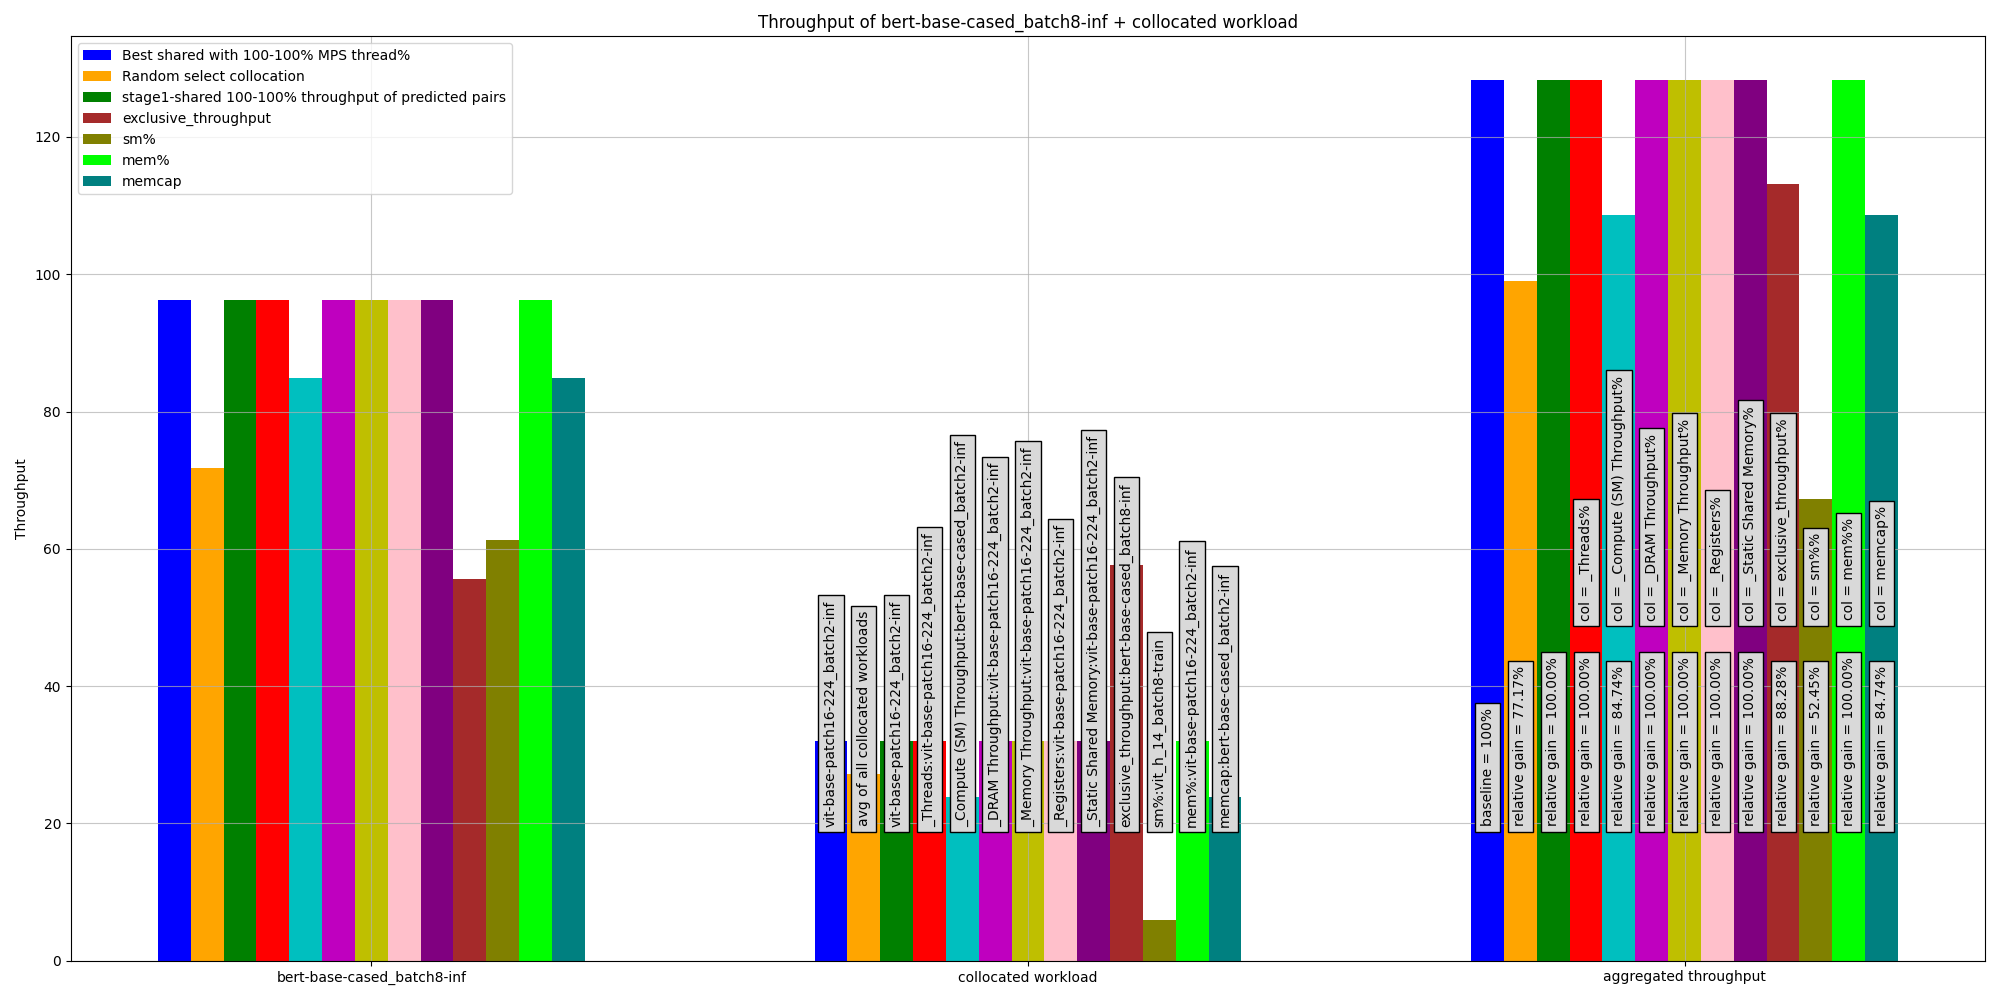 Throughput of bert-base-cased_batch8-inf + collocated workload
Best shared with 100-100% MPS thread%
Random select collocation
stage1-shared 100-100% throughput of predicted pairs
exclusive_throughput
sm%
mem%
memcap
Throughput
120
100
80
60
40
20
0
vit-base-patch16-224_batch2-inf
avg of all collocated workloads
vit-base-patch16-224_batch2-inf
_Threads:vit-base-patch16-224_batch2-inf
_Compute (SM) Throughput:bert-base-cased_batch2-inf
_DRAM Throughput:vit-base-patch16-224_batch2-inf
_Memory Throughput:vit-base-patch16-224_batch2-inf
_Registers:vit-base-patch16-224_batch2-inf
_Static Shared Memory:vit-base-patch16-224_batch2-inf
exclusive_throughput:bert-base-cased_batch8-inf
sm%:vit_h_14_batch8-train
mem%:vit-base-patch16-224_batch2-inf
memcap:bert-base-cased_batch2-inf
col = _Threads%
col = _Compute (SM) Throughput%
col = _DRAM Throughput%
col = _Memory Throughput%
col = _Registers%
col = _Static Shared Memory%
col = exclusive_throughput%
col = sm%%
col = mem%%
col = memcap%
baseline = 100%
relative gain = 77.17%
relative gain = 100.00%
relative gain = 100.00%
relative gain = 84.74%
relative gain = 100.00%
relative gain = 100.00%
relative gain = 100.00%
relative gain = 100.00%
relative gain = 88.28%
relative gain = 52.45%
relative gain = 100.00%
relative gain = 84.74%
bert-base-cased_batch8-inf
collocated workload
aggregated throughput